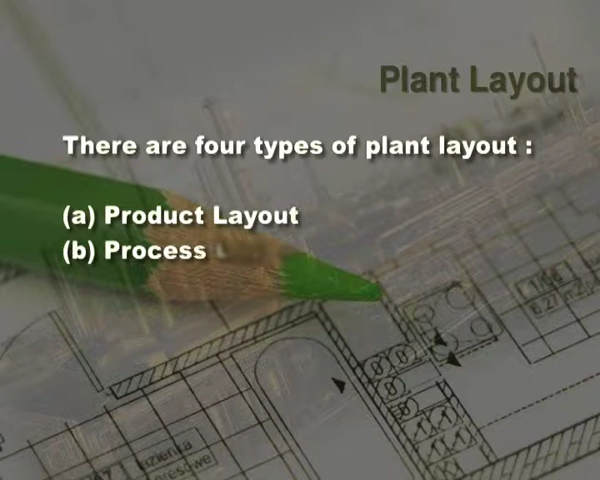 Plant Layout
There are four types of plant layout :
(a) Product Layout
(b) Process